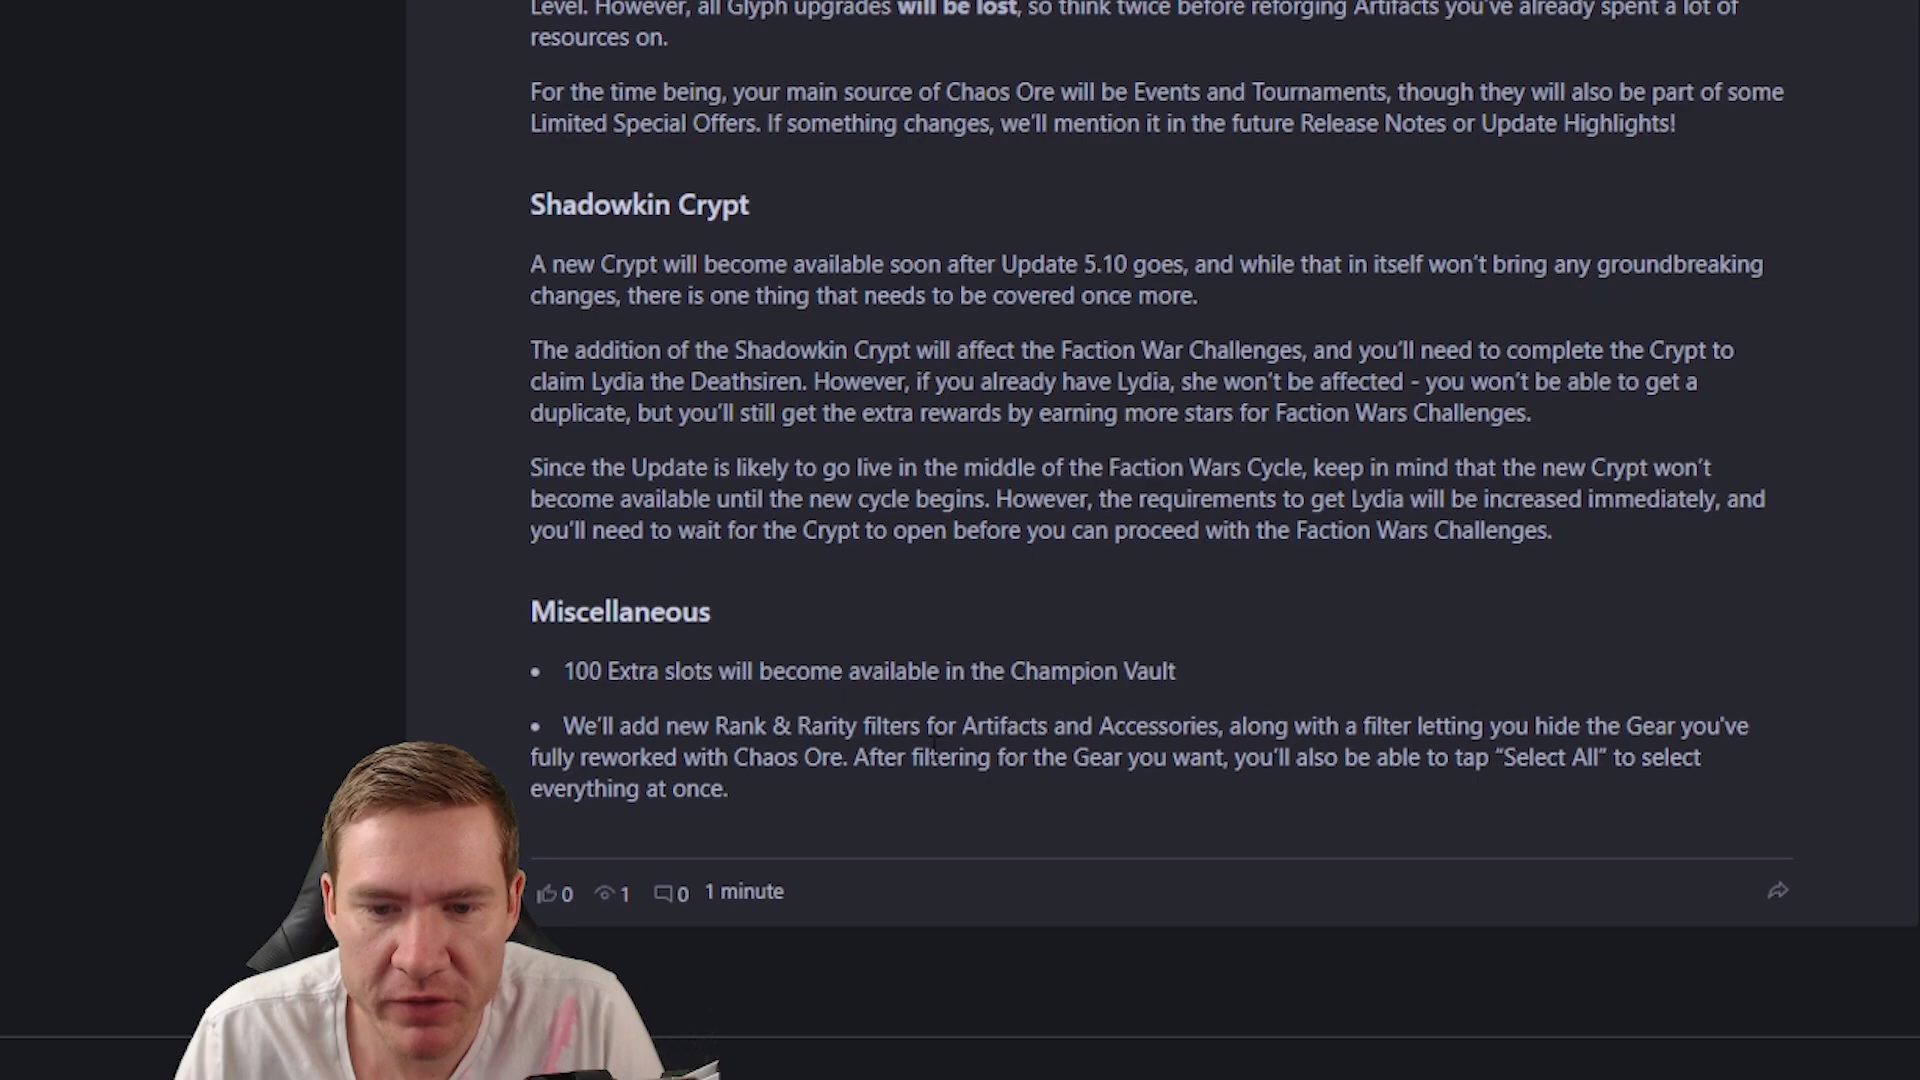 Level. However, all Glyph upgrades will be lost, so think twice before reforging Artifacts you've already spent a lot of
resources on.
For the time being, your main source of Chaos Ore will be Events and Tournaments, though they will also be part of some
Limited Special Offers. If something changes, we'll mention it in the future Release Notes or Update Highlights!
Shadowkin Crypt
A new Crypt will become available soon after Update 5.10 goes, and while that in itself won't bring any groundbreaking
changes, there is one thing that needs to be covered once more.
The addition of the Shadowkin Crypt will affect the Faction War Challenges, and you'll need to complete the Crypt to
claim Lydia the Deathsiren. However, if you already have Lydia, she won't be affected - you won't be able to get a
duplicate, but you'll still get the extra rewards by earning more stars for Faction Wars Challenges.
Since the Update is likely to go live in the middle of the Faction Wars Cycle, keep in mind that the new Crypt won't
become available until the new cycle begins. However, the requirements to get Lydia will be increased immediately, and
you'll need to wait for the Crypt to open before you can proceed with the Faction Wars Challenges.
Miscellaneous
• 100 Extra slots will become available in the Champion Vault
• We'll add new Rank & Rarity filters for Artifacts and Accessories, along with a filter letting you hide the Gear you've
fully reworked with Chaos Ore. After filtering for the Gear you want, you'll also be able to tap “Select All” to select
everything at once.
0 1 0 1 minute